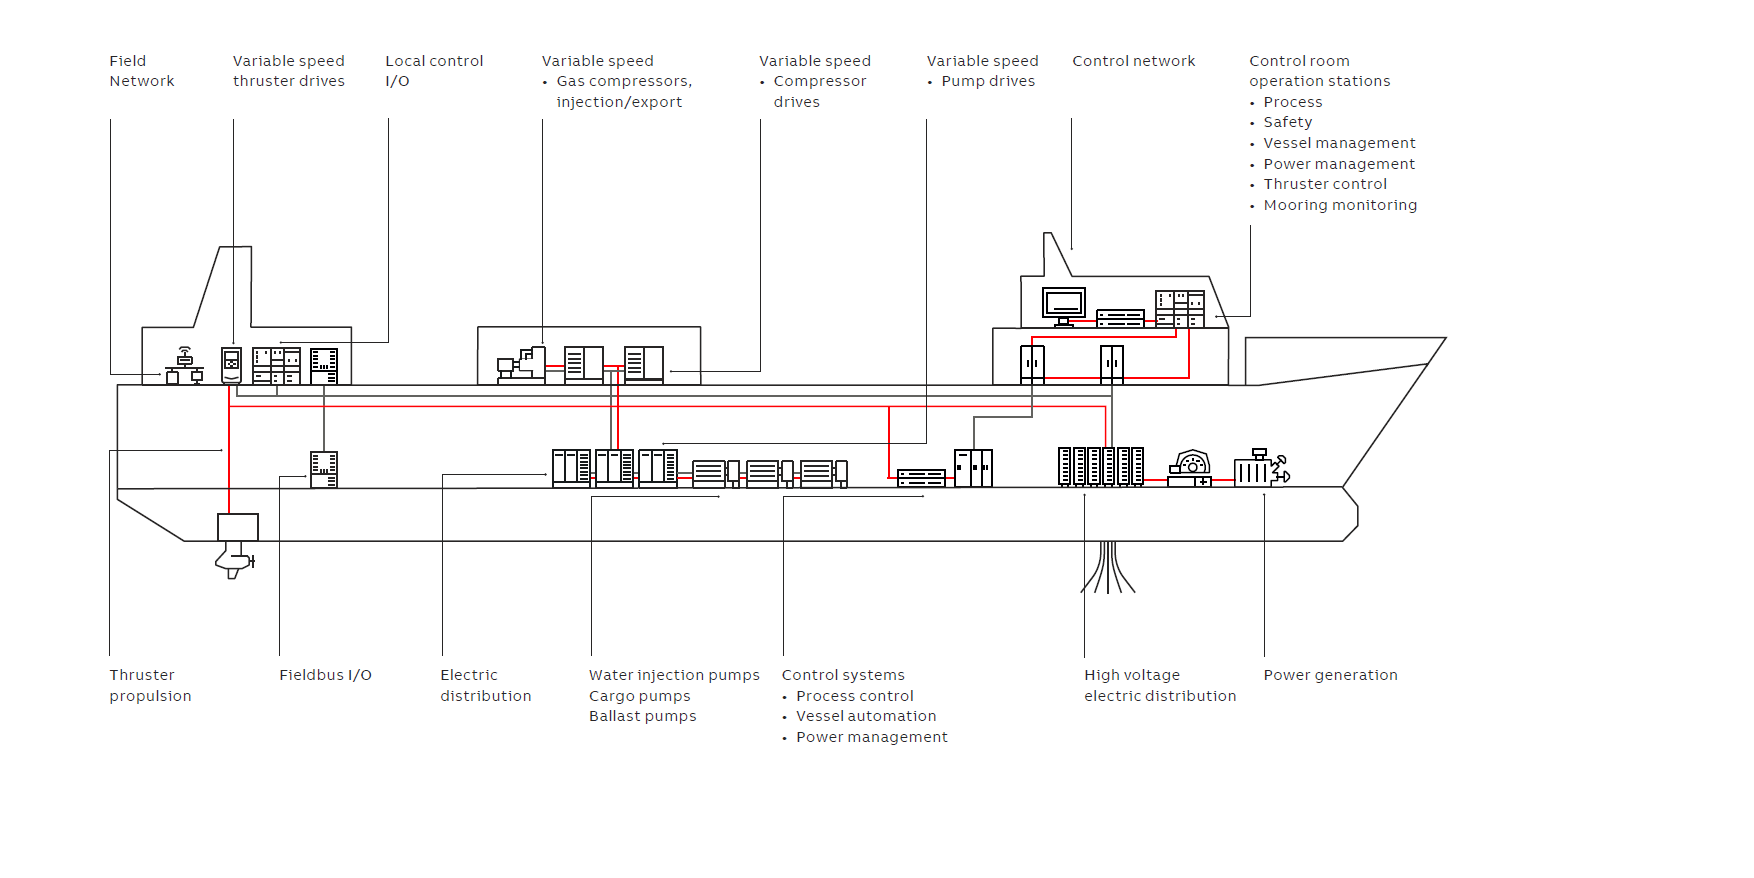 Field
Network
Variable speed
thruster drives
Local control
I/O
Variable speed
• Gas compressors,
injection/export
Variable speed
• Compressor
drives
Variable speed
• Pump drives
Control network
Control room
operation stations
• Process
• Safety
• Vessel management
• Power management
• Thruster control
• Mooring monitoring
Thruster
propulsion
Fieldbus I/O
Electric
distribution
Water injection pumps
Cargo pumps
Ballast pumps
Control systems
• Process control
• Vessel automation
• Power management
High voltage
electric distribution
Power generation